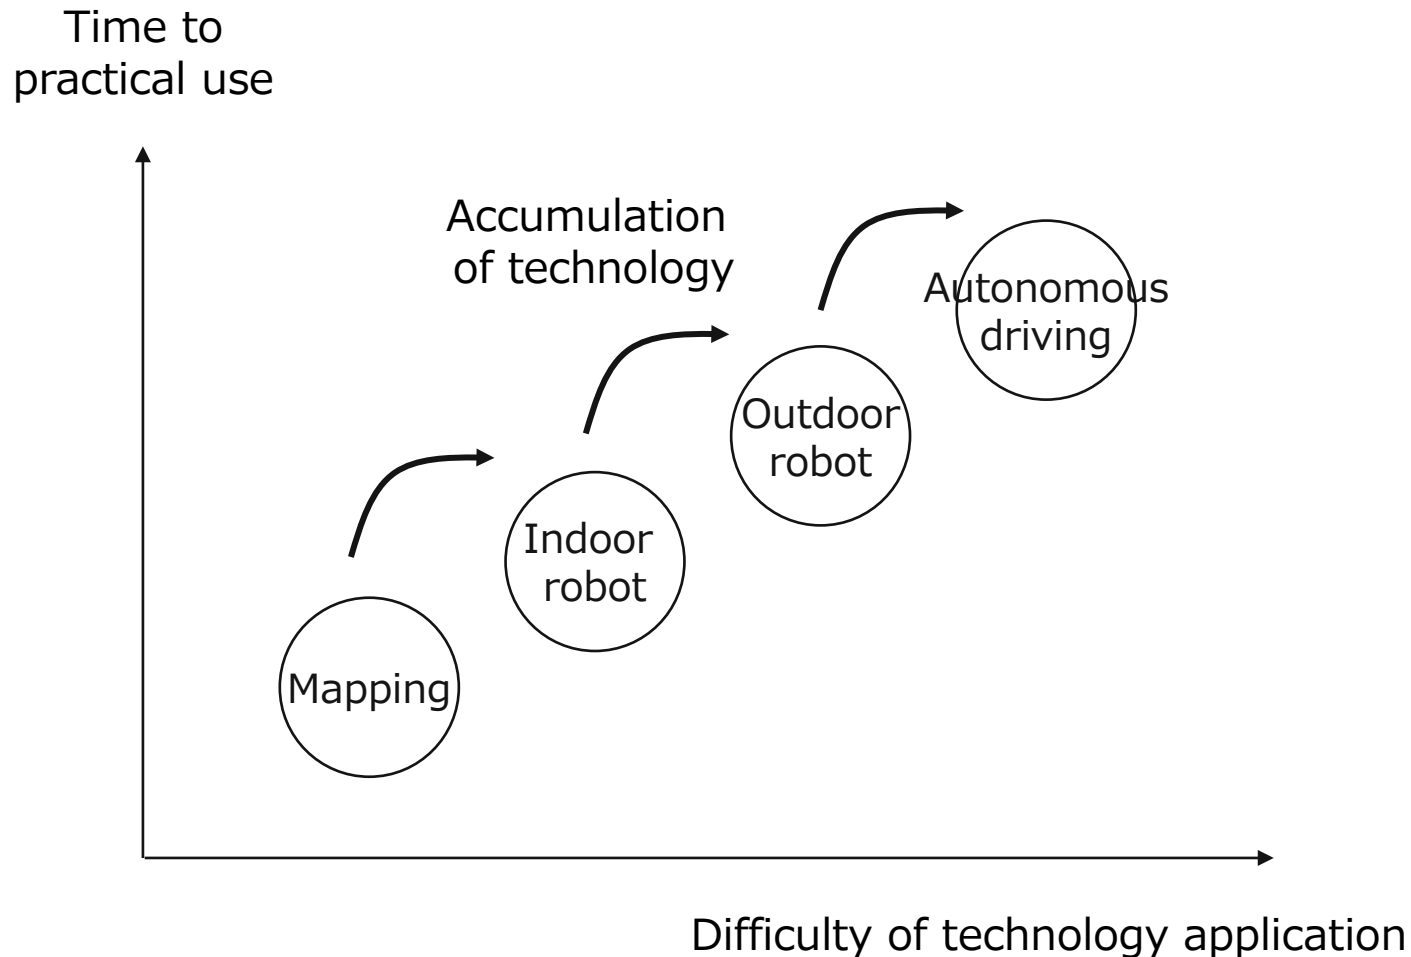 Time to
practical use
Accumulation
of technology
Autonomous
driving
Outdoor
robot
Indoor
robot
Mapping
Difficulty of technology application